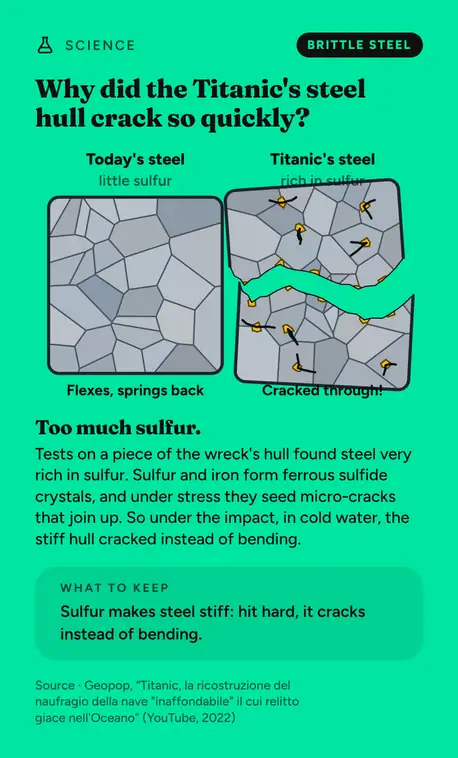 SCIENCE
BRITTLE STEEL
Why did the Titanic's steel
hull crack so quickly?
Today's steel
little sulfur
Titanic's steel
rich in sulfur
Flexes, springs back
Cracked through!
Too much sulfur.
Tests on a piece of the wreck's hull found steel very
rich in sulfur. Sulfur and iron form ferrous sulfide
crystals, and under stress they seed micro-cracks
that join up. So under the impact, in cold water, the
stiff hull cracked instead of bending.
WHAT TO KEEP
Sulfur makes steel stiff: hit hard, it cracks
instead of bending.
Source · Geopop, "Titanic, la ricostruzione del
naufragio della nave "inaffondabile" il cui relitto
giace nell'Oceano" (YouTube, 2022)